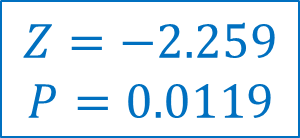 Z = −2.259
P = 0.0119